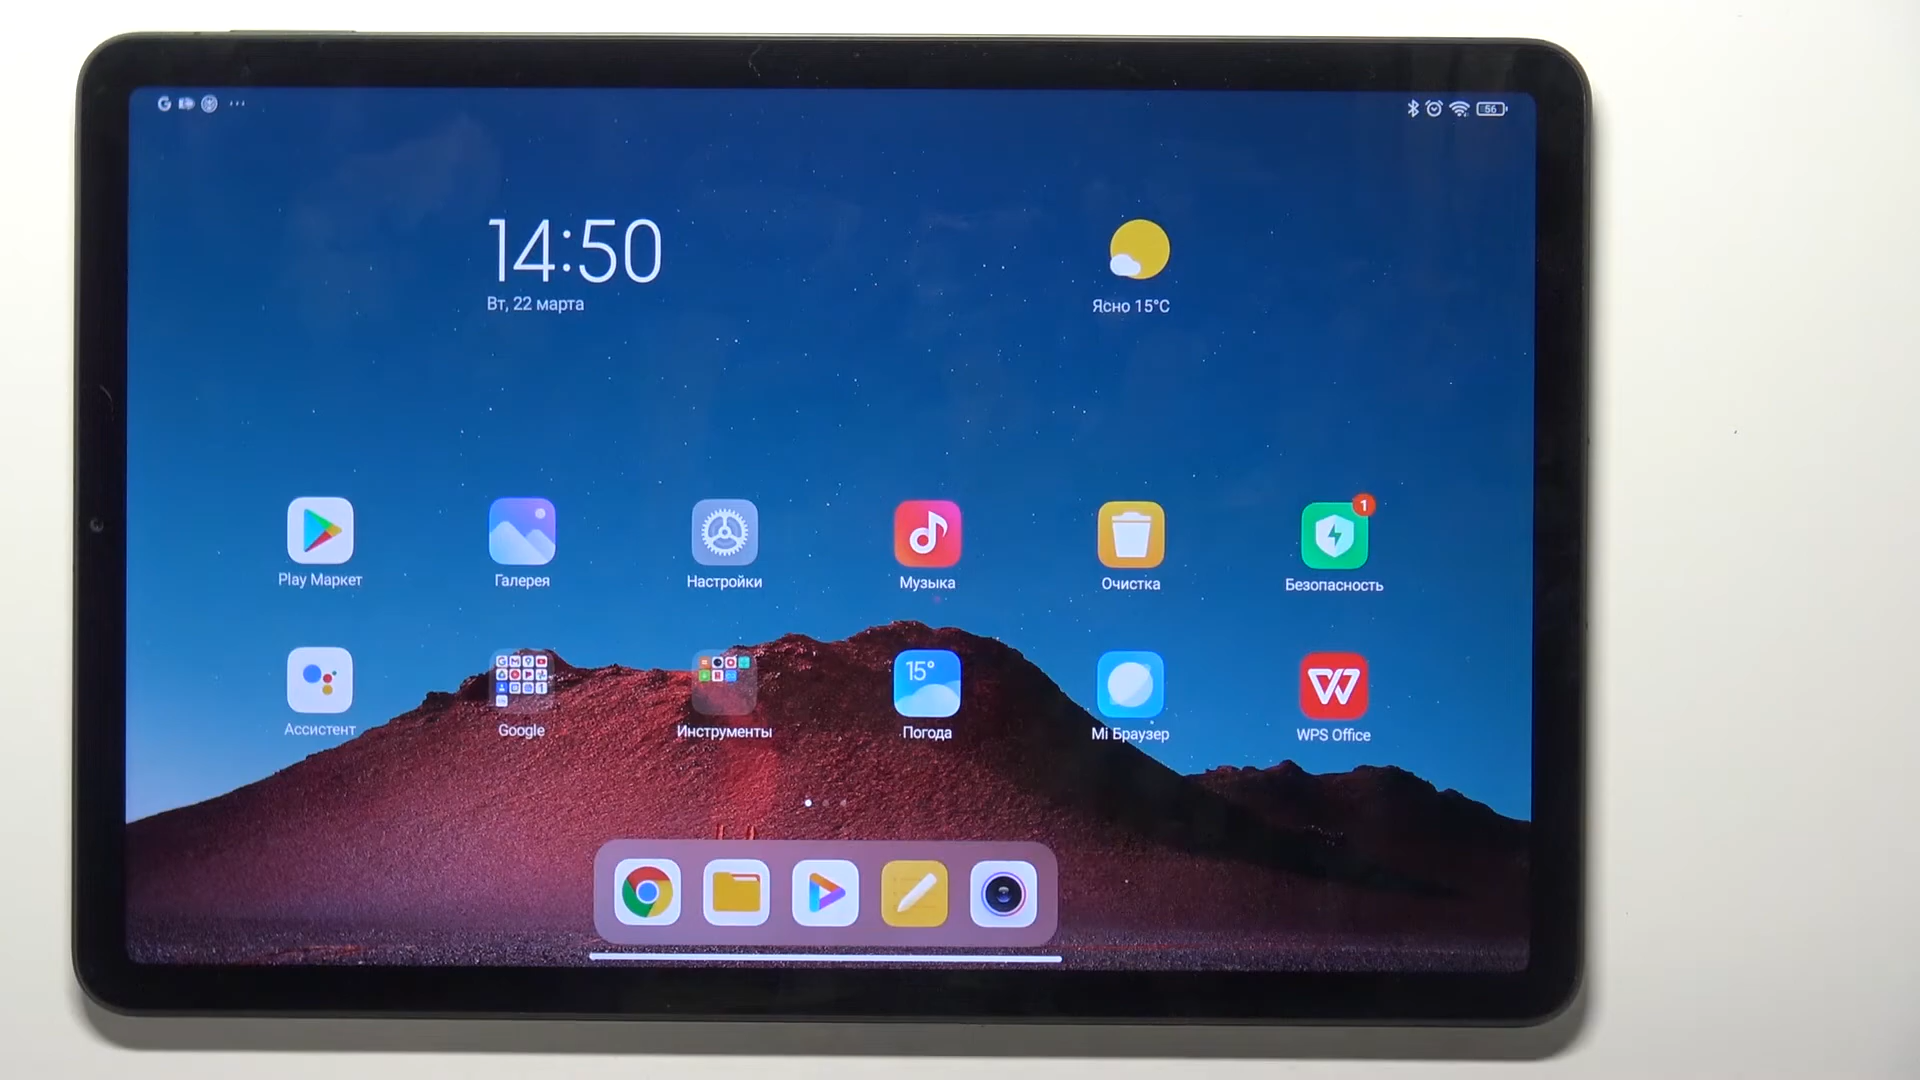 56
14:50
Вт, 22 марта
Ясно 15°C
1
Play Маркет
Галерея
Настройки
Музыка
Очистка
Безопасность
15°
Ассистент
Google
Инструменты
Погода
Mi Браузер
WPS Office